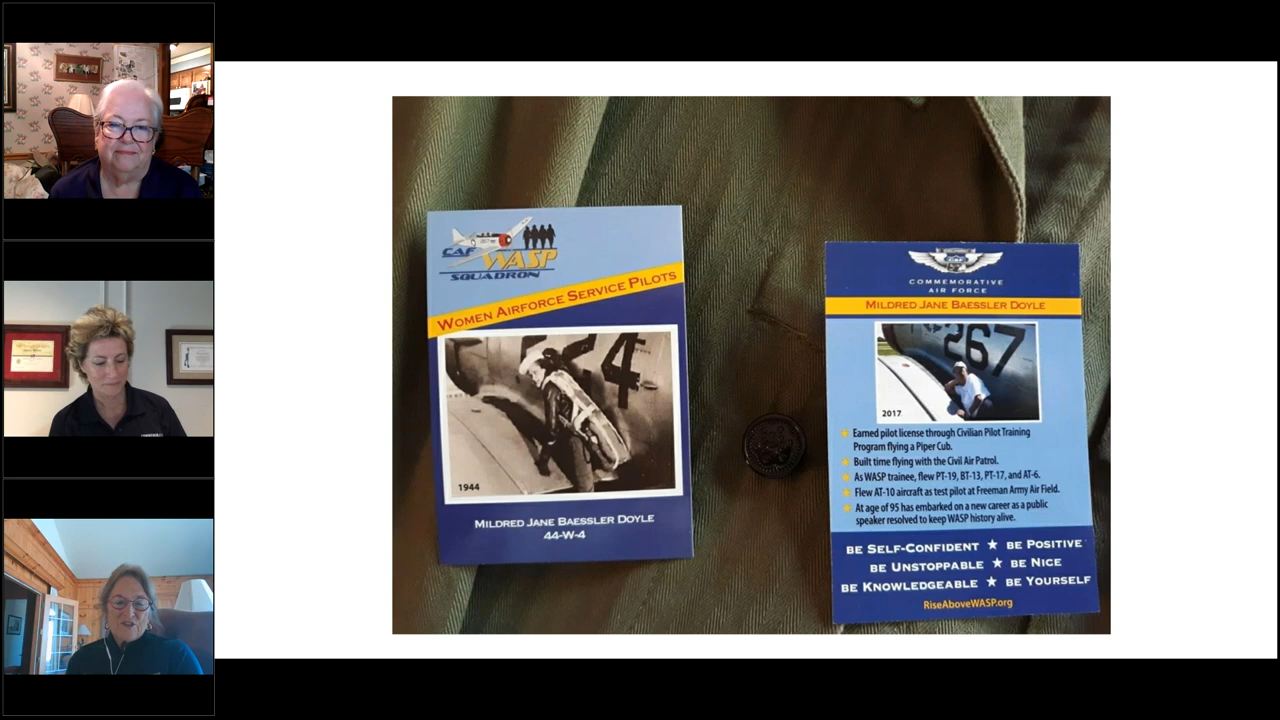 CAF
WASP
SQUADRON
WOMEN AIRFORCE SERVICE PILOTS
1944
MILDRED JANE BAESSLER DOYLE
44-W-4
COMMEMORATIVE
AIR FORCE
MILDRED JANE BAESSLER DOYLE
267
2017
Earned pilot license through Civilian Pilot Training
Program flying a Piper Cub.
Built time flying with the Civil Air Patrol.
As WASP trainee, flew PT-19, BT-13, PT-17, and AT-6.
Flew AT-10 aircraft as test pilot at Freeman Army Air Field.
At age of 95 has embarked on a new career as a public
speaker resolved to keep WASP history alive.
BE SELF-CONFIDENT ★ BE POSITIVE
BE UNSTOPPABLE ★ BE NICE
BE KNOWLEDGEABLE ★ BE YOURSELF
RiseAboveWASP.org